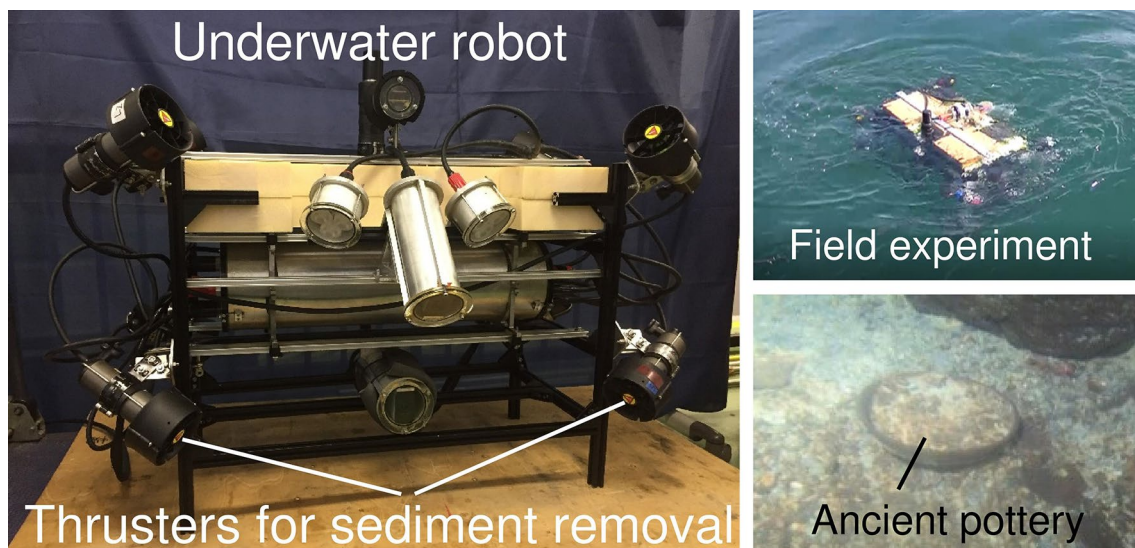 Underwater robot
Thrusters for sediment removal
Field experiment
Ancient pottery